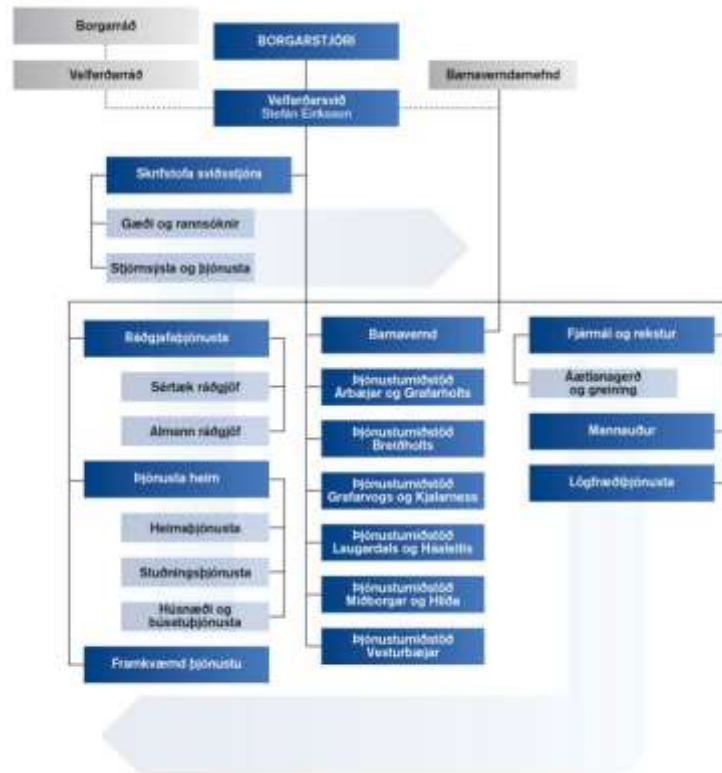 Borgarráð
BORGARSTJÓRI
Velferðarráð
Barnaverndarnefnd
Velferðarsvið
Stefán Eiríksson
Skrifstofa sviðsstjóra
Gæði og rannsóknir
Stjórnsýsla og þjónusta
Ráðgjafaþjónusta
Sértæk ráðgjöf
Almenn ráðgjöf
Þjónusta heim
Heimaþjónusta
Stuðningsþjónusta
Húsnæði og
búsetuþjónusta
Framkvæmd þjónustu
Barnavernd
Þjónustumiðstöð
Árbæjar og Grafarholts
Þjónustumiðstöð
Breiðholts
Þjónustumiðstöð
Grafarvogs og Kjalarness
Þjónustumiðstöð
Laugardals og Háaleitis
Þjónustumiðstöð
Miðborgar og Hlíða
Þjónustumiðstöð
Vesturbæjar
Fjármál og rekstur
Áætlanagerð
og greining
Mannauður
Lögfræðiþjónusta